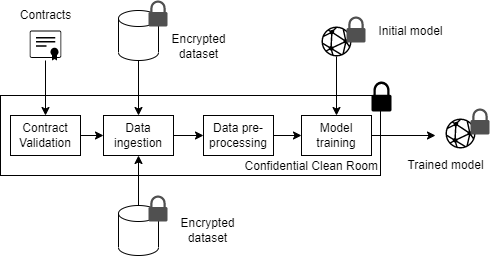 Contracts
Encrypted
dataset
Initial model
Contract
Validation
Data
ingestion
Data pre-
processing
Model
training
Confidential Clean Room
Trained model
Encrypted
dataset